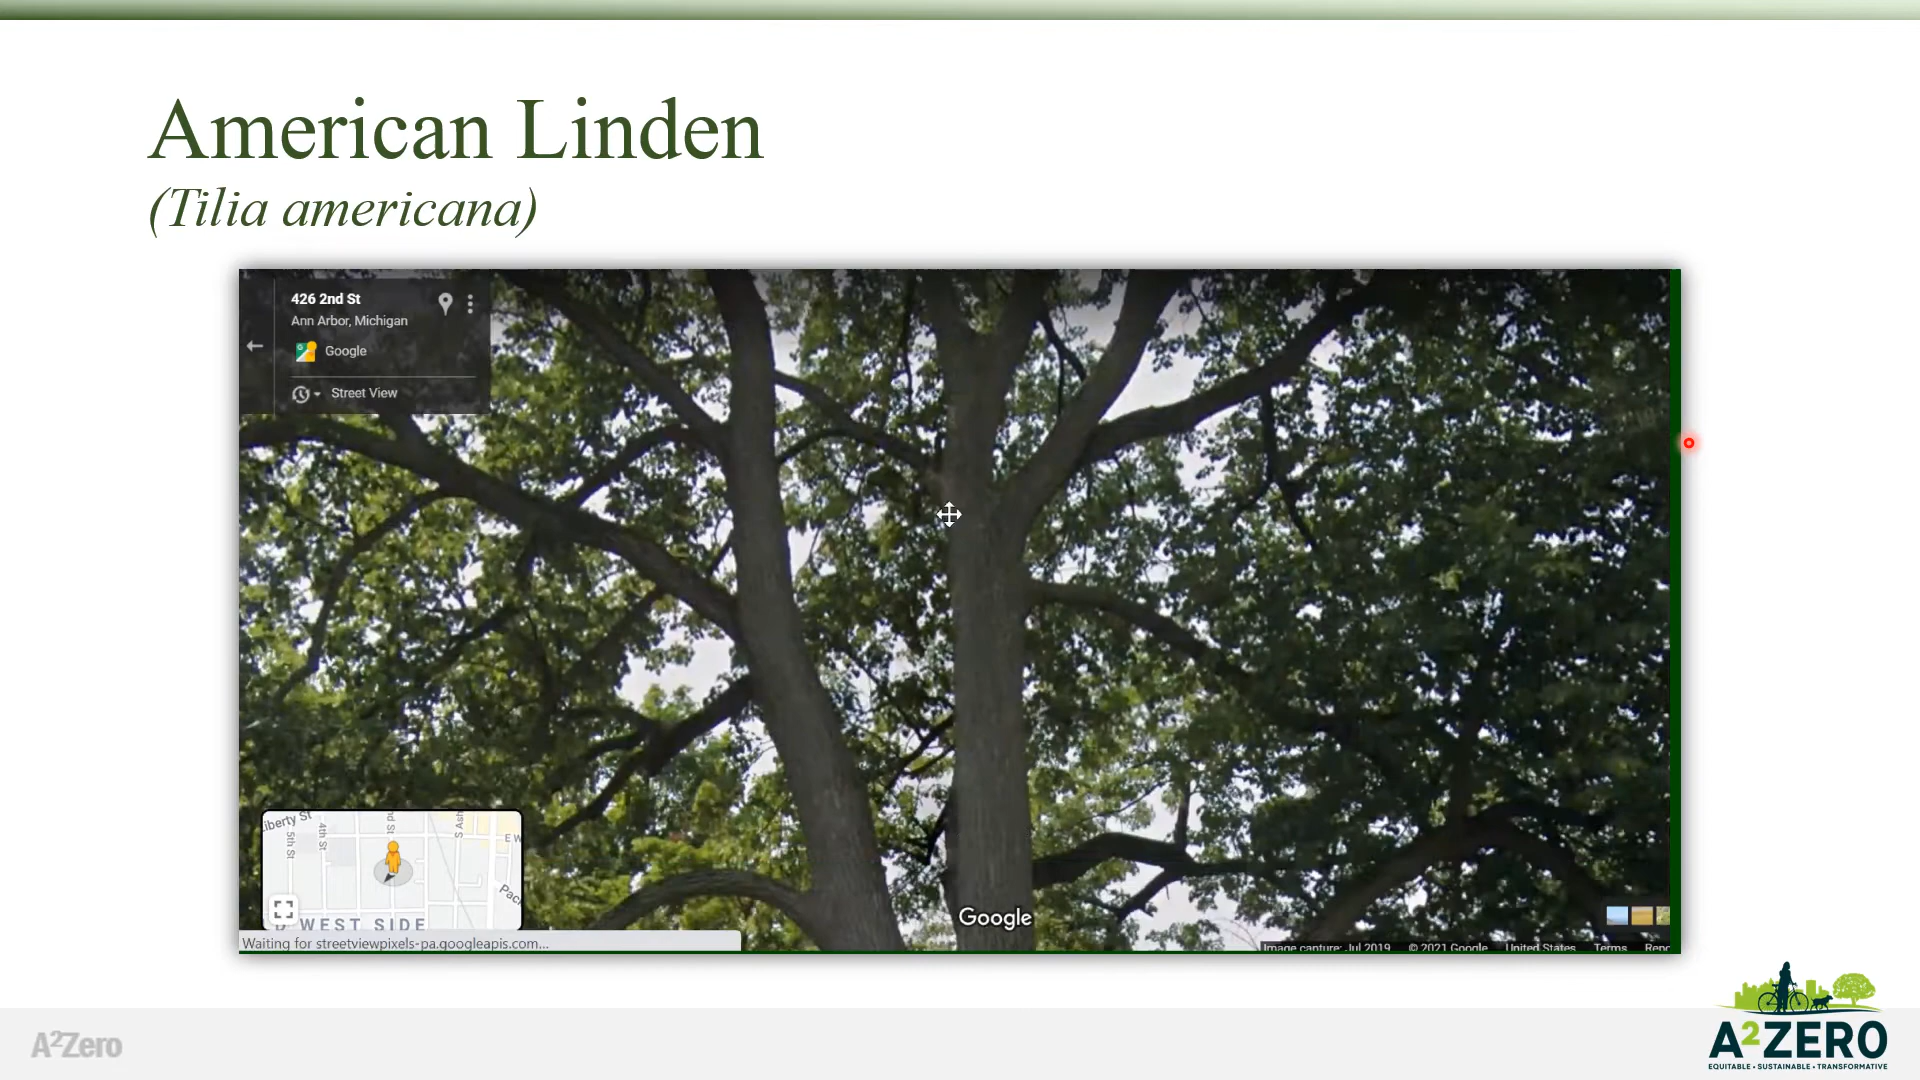 American Linden
(Tilia americana)
426 2nd St
Ann Arbor, Michigan
Google
Street View
iberty St
5th St
4th St
nd St
S Ash
E W
Pac
WEST SIDE
Google
Waiting for streetviewpixels-pa.googleapis.com...
Image capture: Jul 2019 © 2021 Google United States Terms Repo
A²Zero
A²ZERO
EQUITABLE • SUSTAINABLE • TRANSFORMATIVE